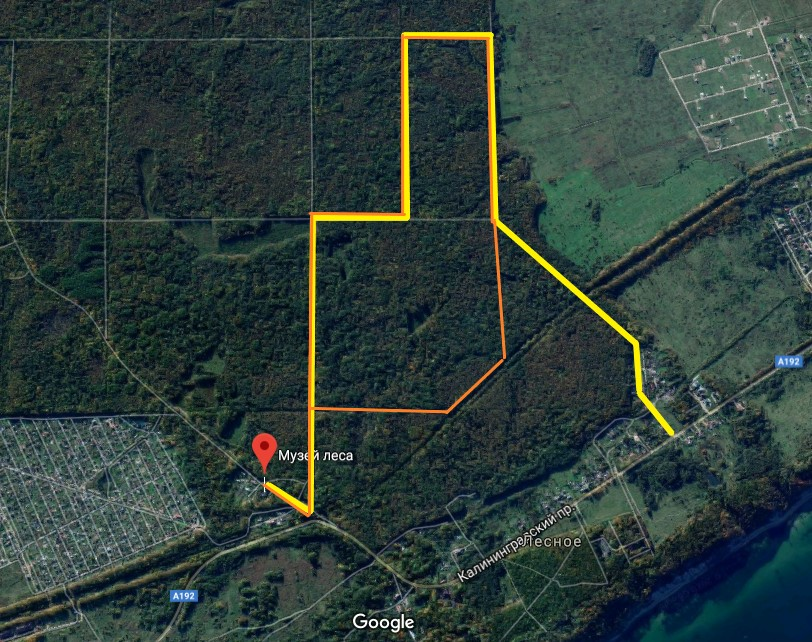 A192
Музей леса
Калининградский пр.
Лесное
A192
Google